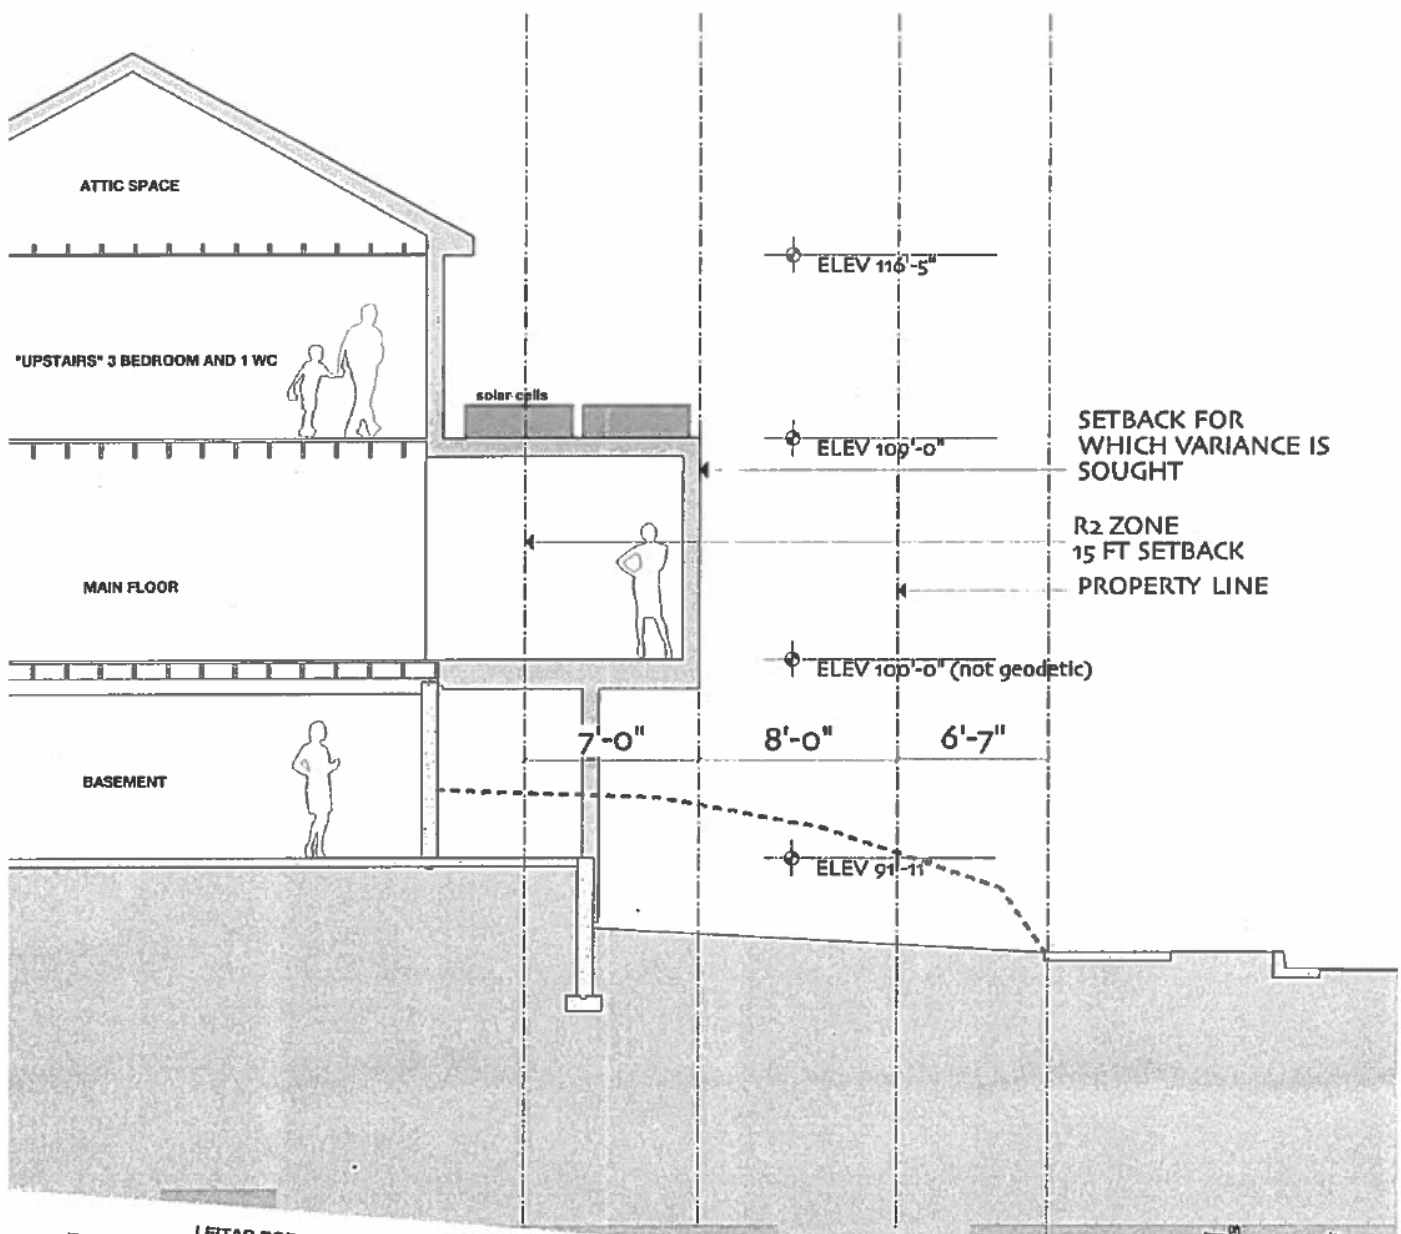 ATTIC SPACE
ELEV 116'-5"
"UPSTAIRS" 3 BEDROOM AND 1 WC
solar cells
ELEV 109'-0"
SETBACK FOR
WHICH VARIANCE IS
SOUGHT
R2 ZONE
15 FT SETBACK
PROPERTY LINE
MAIN FLOOR
ELEV 100'-0" (not geodetic)
7'-0" 8'-0" 6'-7"
BASEMENT
ELEV 91'-11"